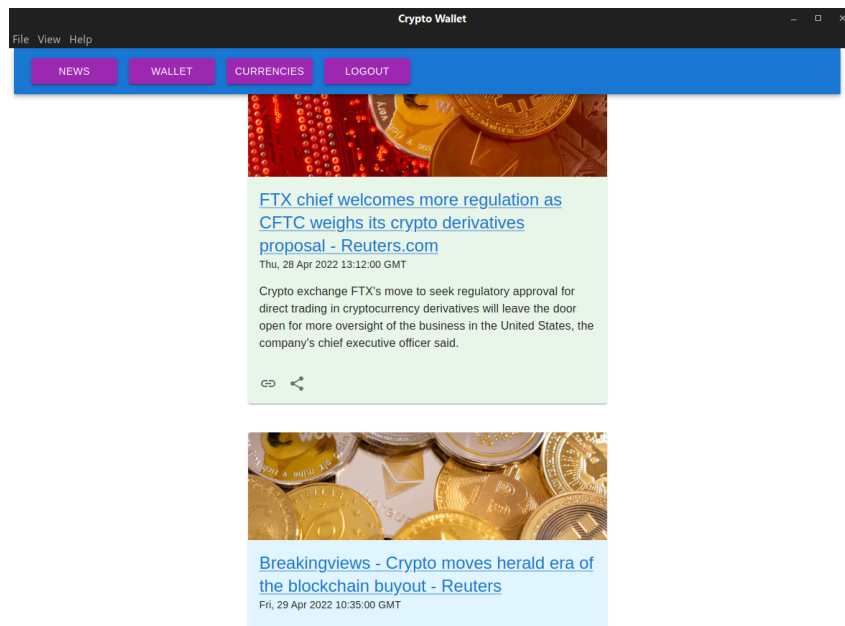 Crypto Wallet
File View Help
NEWS WALLET CURRENCIES LOGOUT
FTX chief welcomes more regulation as
CFTC weighs its crypto derivatives
proposal - Reuters.com
Thu, 28 Apr 2022 13:12:00 GMT
Crypto exchange FTX's move to seek regulatory approval for
direct trading in cryptocurrency derivatives will leave the door
open for more oversight of the business in the United States, the
company's chief executive officer said.
WOW
Breakingviews - Crypto moves herald era of
the blockchain buyout - Reuters
Fri, 29 Apr 2022 10:35:00 GMT